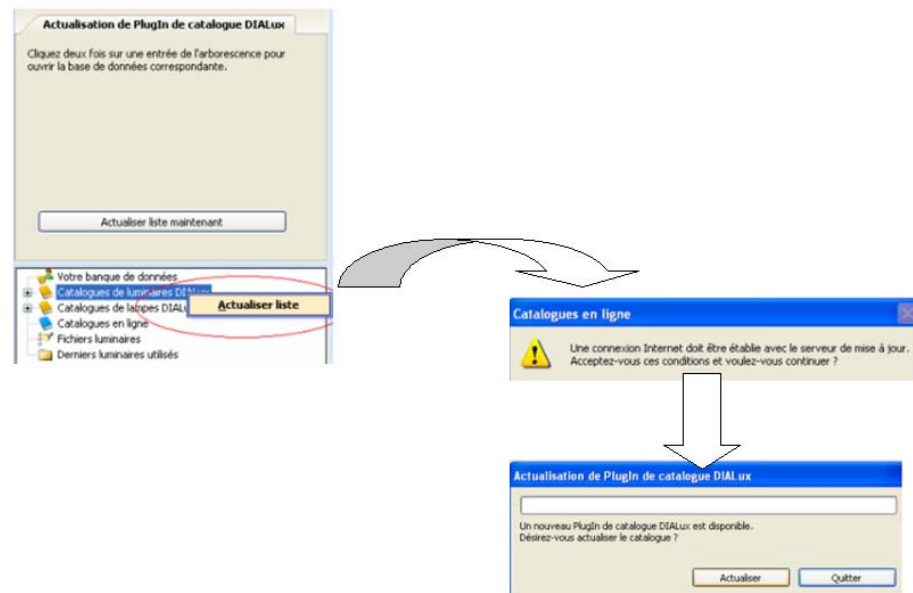 Actualisation de PlugIn de catalogue DIALux
Cliquez deux fois sur une entrée de l'arborescence pour
ouvrir la base de données correspondante.
Actualiser liste maintenant
Votre banque de données
Catalogues de luminaires DIALux
Actualiser liste
Catalogues de lampes DIALu
Catalogues en ligne
Fichiers luminaires
Derniers luminaires utilisés
Catalogues en ligne
Une connexion Internet doit être établie avec le serveur de mise à jour.
Acceptez-vous ces conditions et voulez-vous continuer ?
Actualisation de PlugIn de catalogue DIALux
Un nouveau PlugIn de catalogue DIALux est disponible.
Désirez-vous actualiser le catalogue ?
Actualiser
Quitter